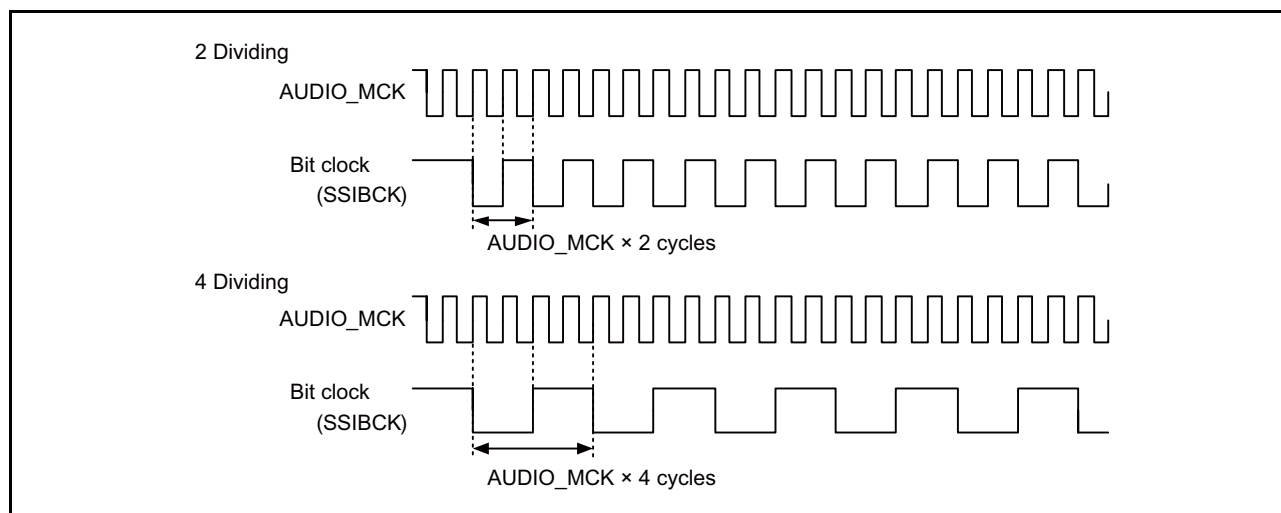 2 Dividing
AUDIO_MCK
Bit clock
(SSIBCK)
AUDIO_MCK × 2 cycles
4 Dividing
AUDIO_MCK
Bit clock
(SSIBCK)
AUDIO_MCK × 4 cycles